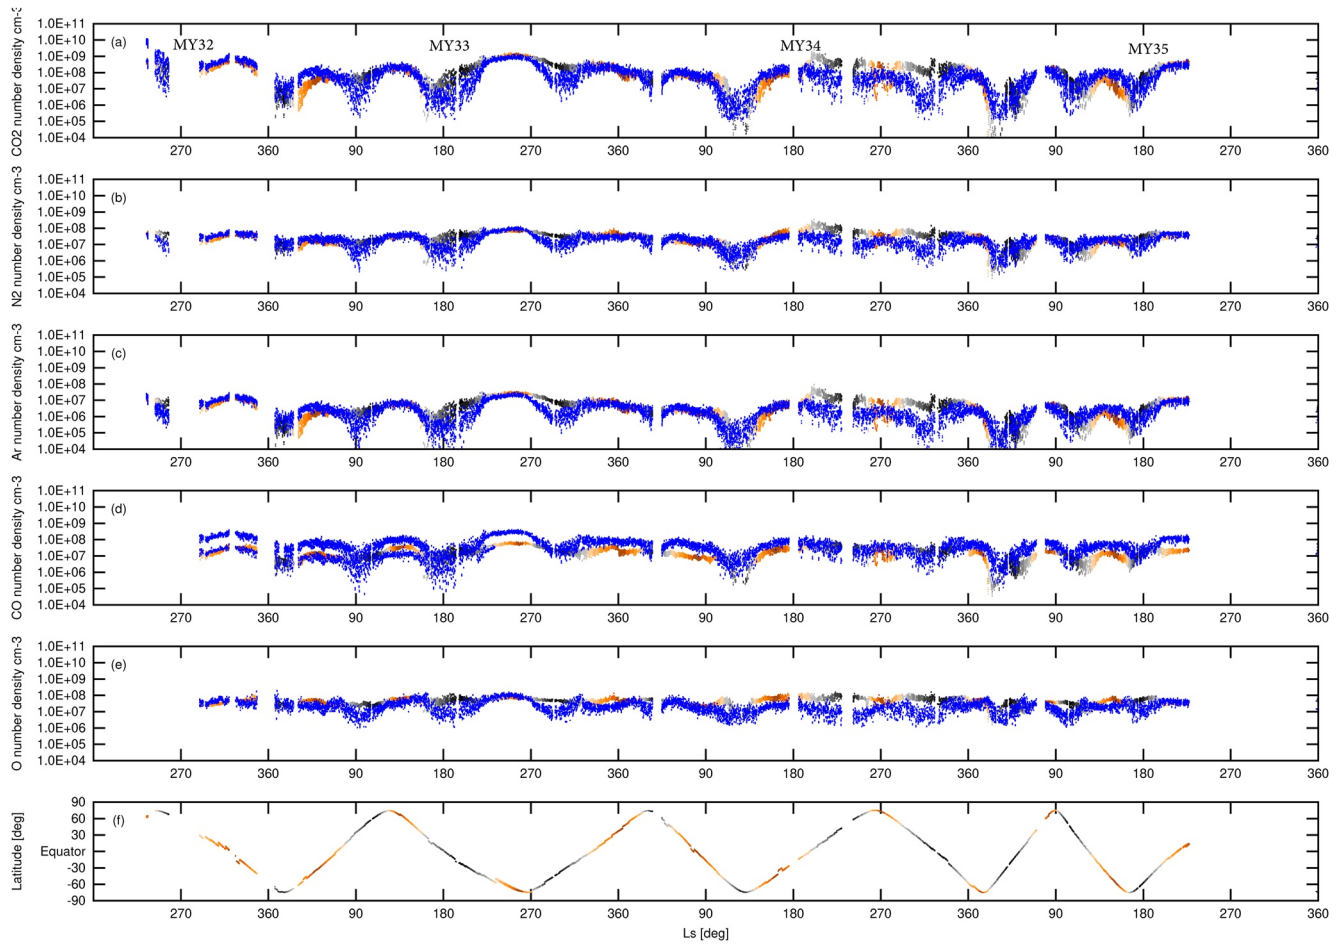 CO2 number density cm-3
1.0E+11
1.0E+10
1.0E+09
1.0E+08
1.0E+07
1.0E+06
1.0E+05
1.0E+04
(a)
MY32
MY33
MY34
MY35
270 360 90 180 270 360 90 180 270 360 90 180 270 360
N2 number density cm-3
1.0E+11
1.0E+10
1.0E+09
1.0E+08
1.0E+07
1.0E+06
1.0E+05
1.0E+04
(b)
270 360 90 180 270 360 90 180 270 360 90 180 270 360
Ar number density cm-3
1.0E+11
1.0E+10
1.0E+09
1.0E+08
1.0E+07
1.0E+06
1.0E+05
1.0E+04
(c)
270 360 90 180 270 360 90 180 270 360 90 180 270 360
CO number density cm-3
1.0E+11
1.0E+10
1.0E+09
1.0E+08
1.0E+07
1.0E+06
1.0E+05
1.0E+04
(d)
270 360 90 180 270 360 90 180 270 360 90 180 270 360
O number density cm-3
1.0E+11
1.0E+10
1.0E+09
1.0E+08
1.0E+07
1.0E+06
1.0E+05
1.0E+04
(e)
270 360 90 180 270 360 90 180 270 360 90 180 270 360
Latitude [deg]
90
60
30
Equator
-30
-60
-90
(f)
270 360 90 180 270 360 90 180 270 360 90 180 270 360
Ls [deg]